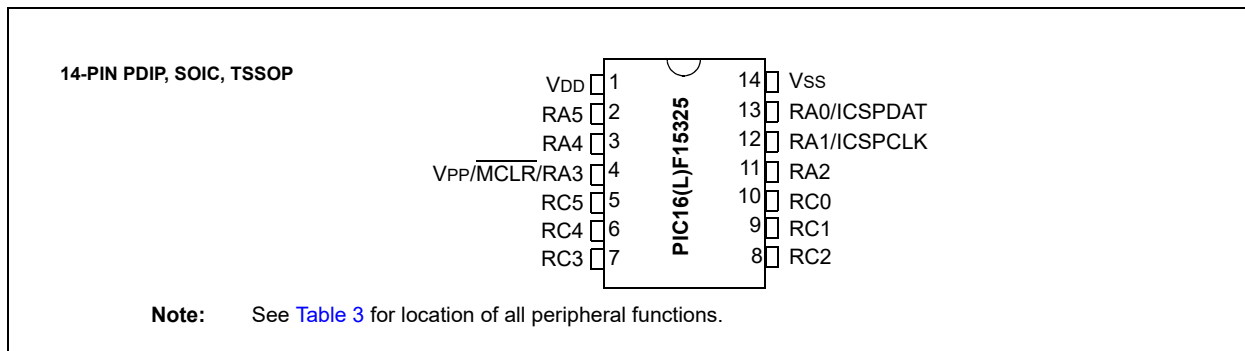 14-PIN PDIP, SOIC, TSSOP
VDD 1 14 VSS
RA5 2 13 RA0/ICSPDAT
RA4 3 12 RA1/ICSPCLK
VPP/MCLR/RA3 4 11 RA2
RC5 5 10 RC0
RC4 6 9 RC1
RC3 7 8 RC2
PIC16(L)F15325
Note: See Table 3 for location of all peripheral functions.